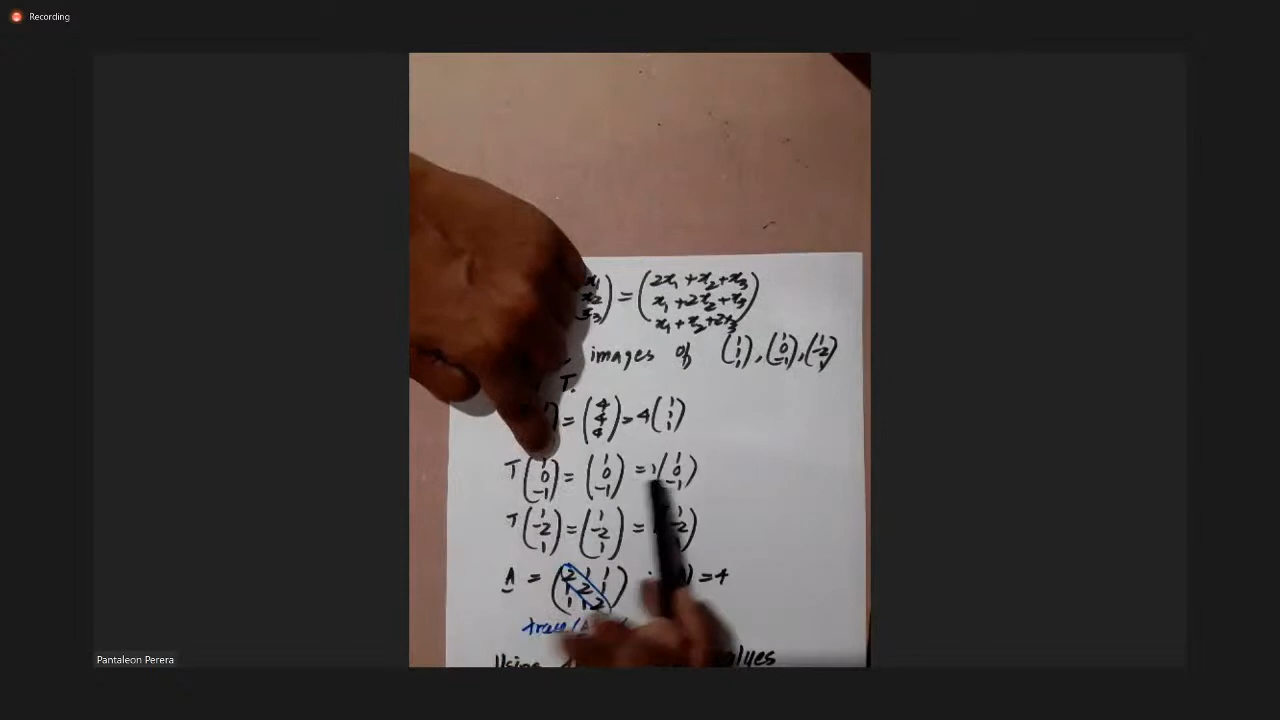 Recording
x₁
x₂
x₃) = (2x₁ + x₂ + x₃
x₁ + 2x₂ + x₃
x₁ + x₂ + 2x₃)
images of (1 1 1), (1 0 -1), (1 -2 1)
T.
= (4 4 4) = 4 (1 1 1)
T (1 0 -1) = (1 0 -1) = 1 (1 0 -1)
T (1 -2 1) = (1 -2 1) =
A = (2 1 1
1 2 1
1 1 2) = 4
trace (
Using
Pantaleon Perera